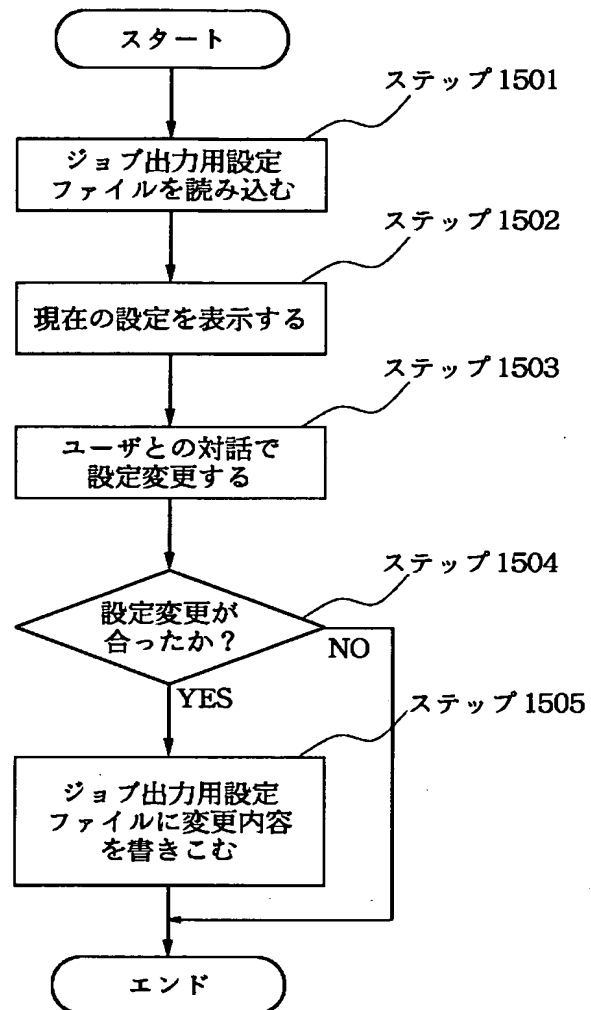 スタート
ステップ 1501
ジョブ出力用設定
ファイルを読み込む
ステップ 1502
現在の設定を表示する
ステップ 1503
ユーザとの対話で
設定変更する
ステップ 1504
設定変更が
合ったか？
NO
YES
ステップ 1505
ジョブ出力用設定
ファイルに変更内容
を書きこむ
エンド